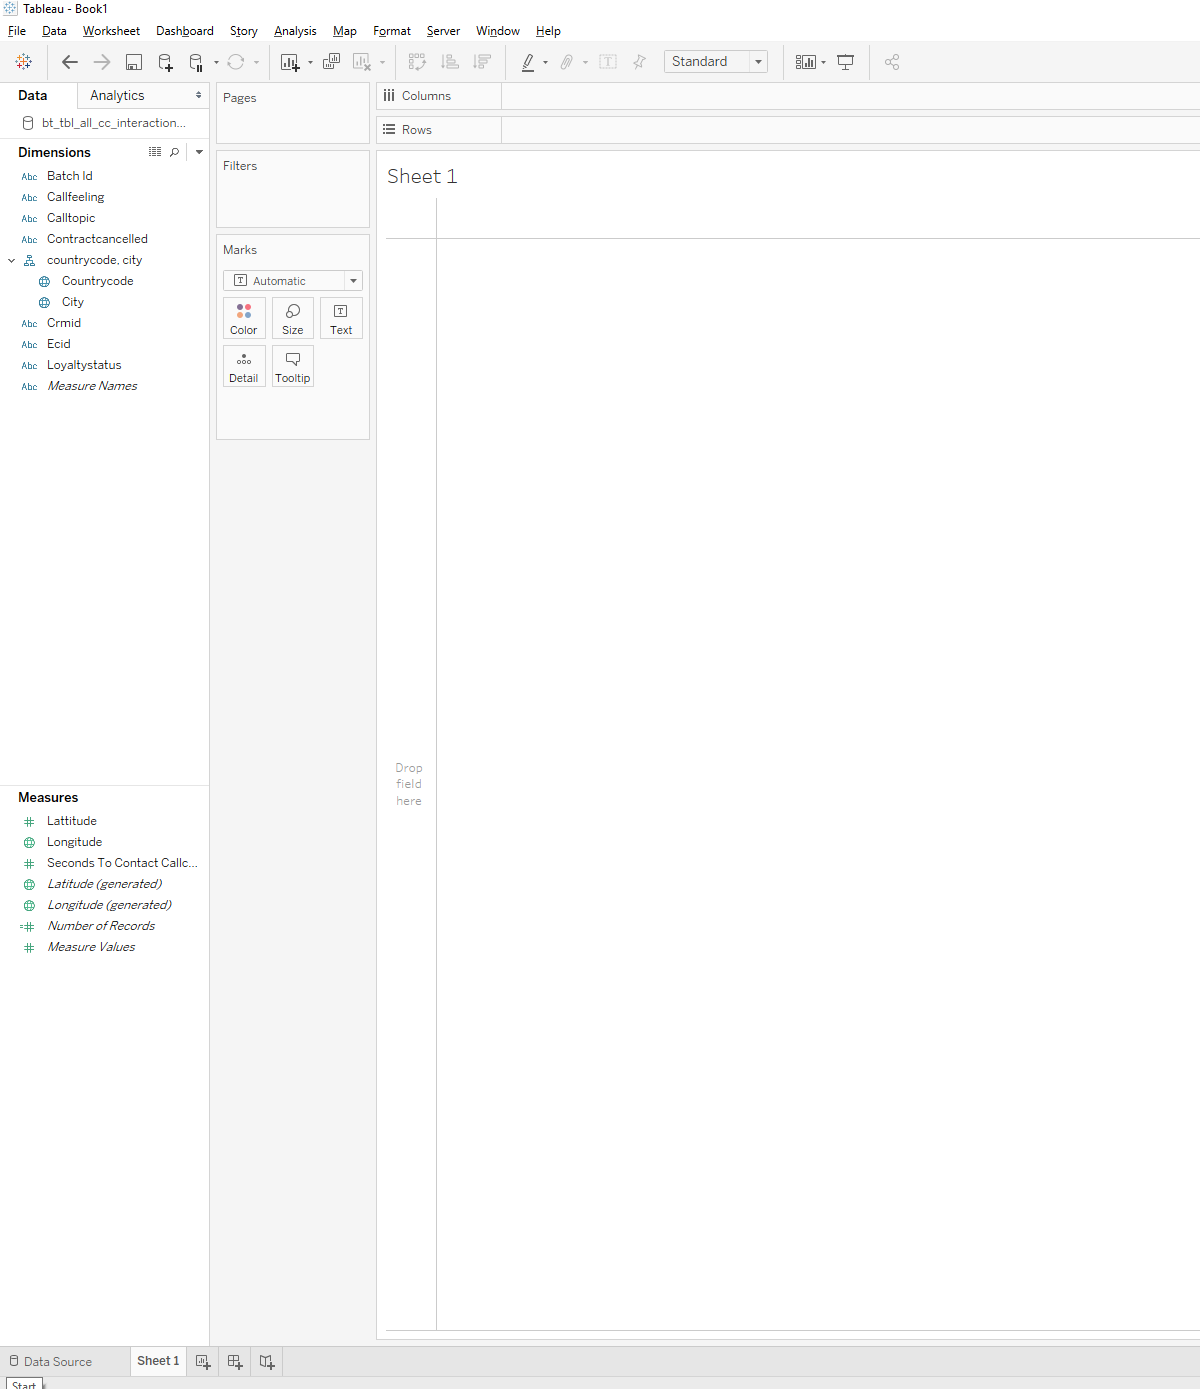 Tableau - Book1
File Data Worksheet Dashboard Story Analysis Map Format Server Window Help
Standard
Data Analytics
bt_tbl_all_cc_interaction...
Dimensions
Abc Batch Id
Abc Callfeeling
Abc Calltopic
Abc Contractcancelled
countrycode, city
Countrycode
City
Abc Crmid
Abc Ecid
Abc Loyaltystatus
Abc Measure Names
Measures
# Lattitude
Longitude
# Seconds To Contact Callc...
Latitude (generated)
Longitude (generated)
=# Number of Records
# Measure Values
Pages
Filters
Marks
T Automatic
Color Size T Text
Detail Tooltip
Columns
Rows
Sheet 1
Drop
field
here
Data Source Sheet 1
Start